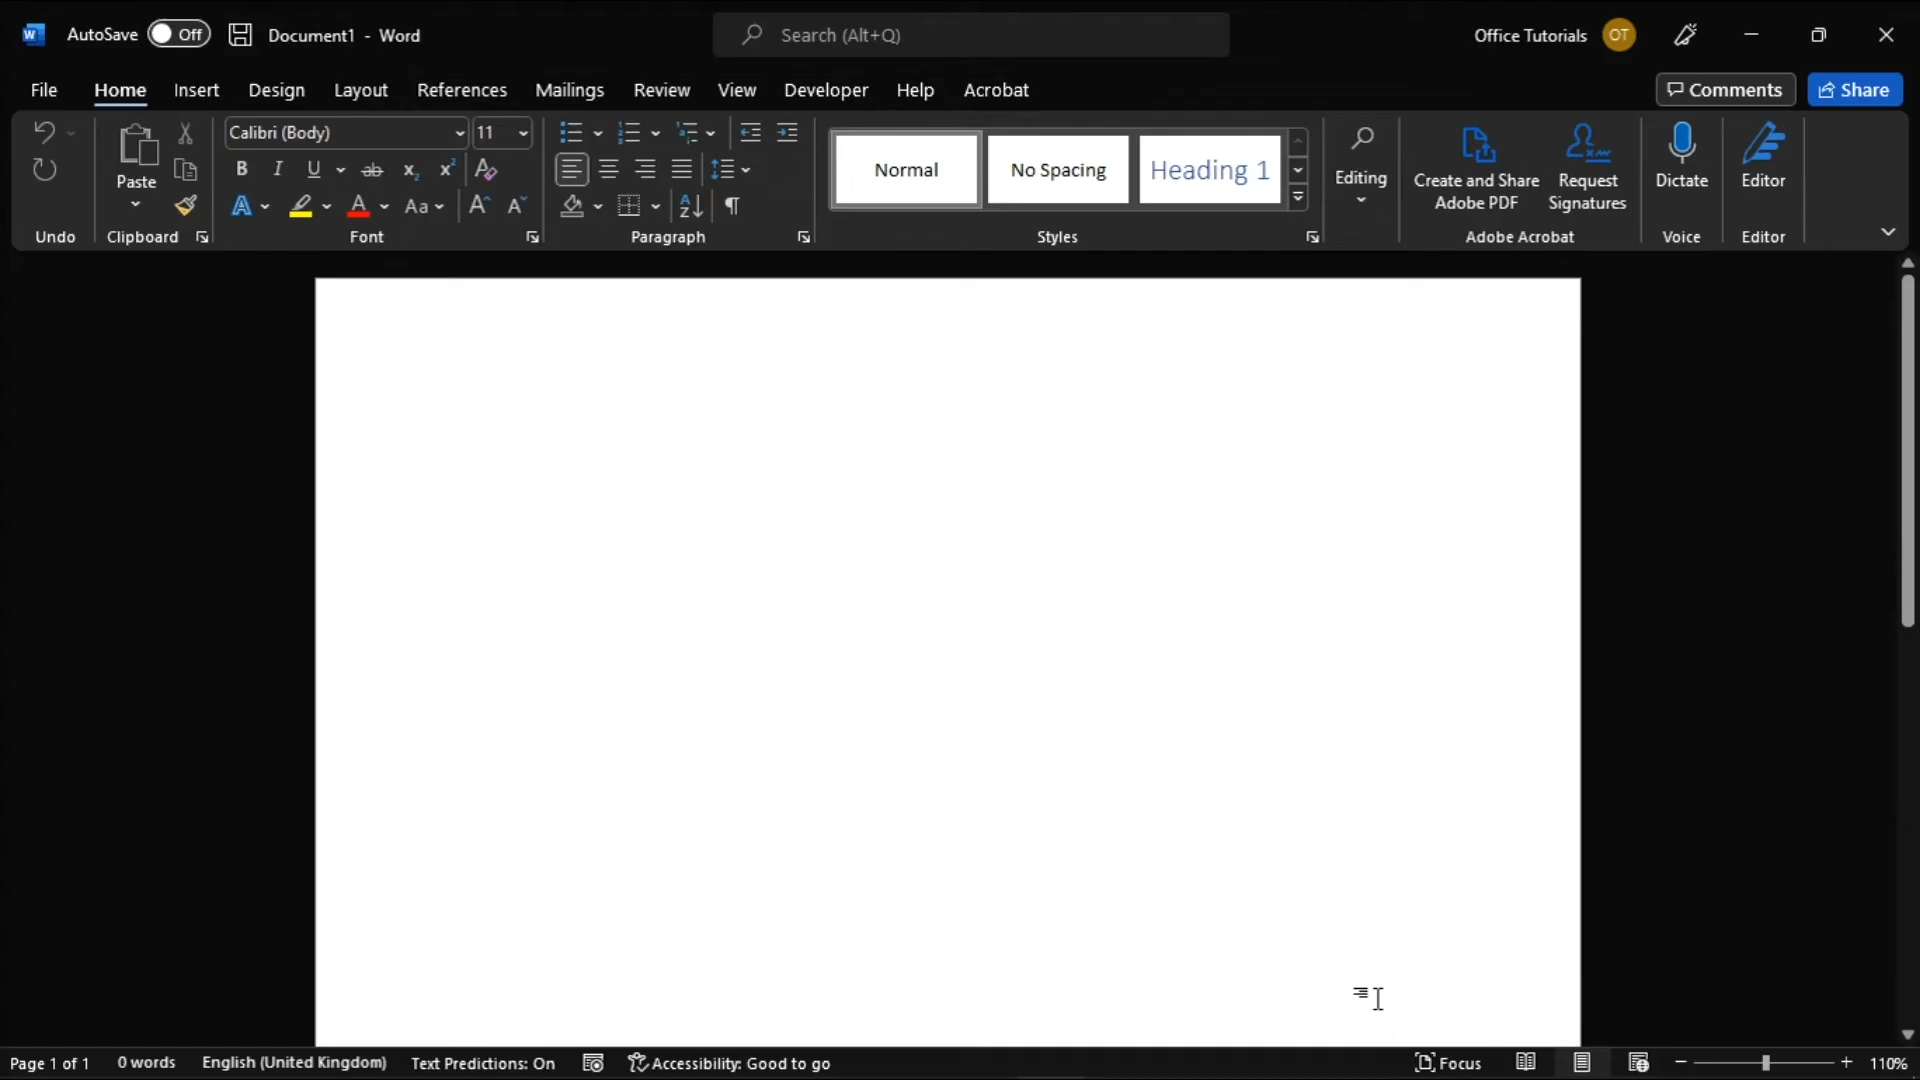 AutoSave Off Document1 - Word Search (Alt+Q) Office Tutorials OT
File Home Insert Design Layout References Mailings Review View Developer Help Acrobat Comments Share
Calibri (Body) 11
Paste
Normal No Spacing Heading 1
Editing
Create and Share
Adobe PDF
Request
Signatures
Dictate
Editor
Undo Clipboard Font Paragraph Styles Adobe Acrobat Voice Editor
Page 1 of 1 0 words English (United Kingdom) Text Predictions: On Accessibility: Good to go Focus 110%